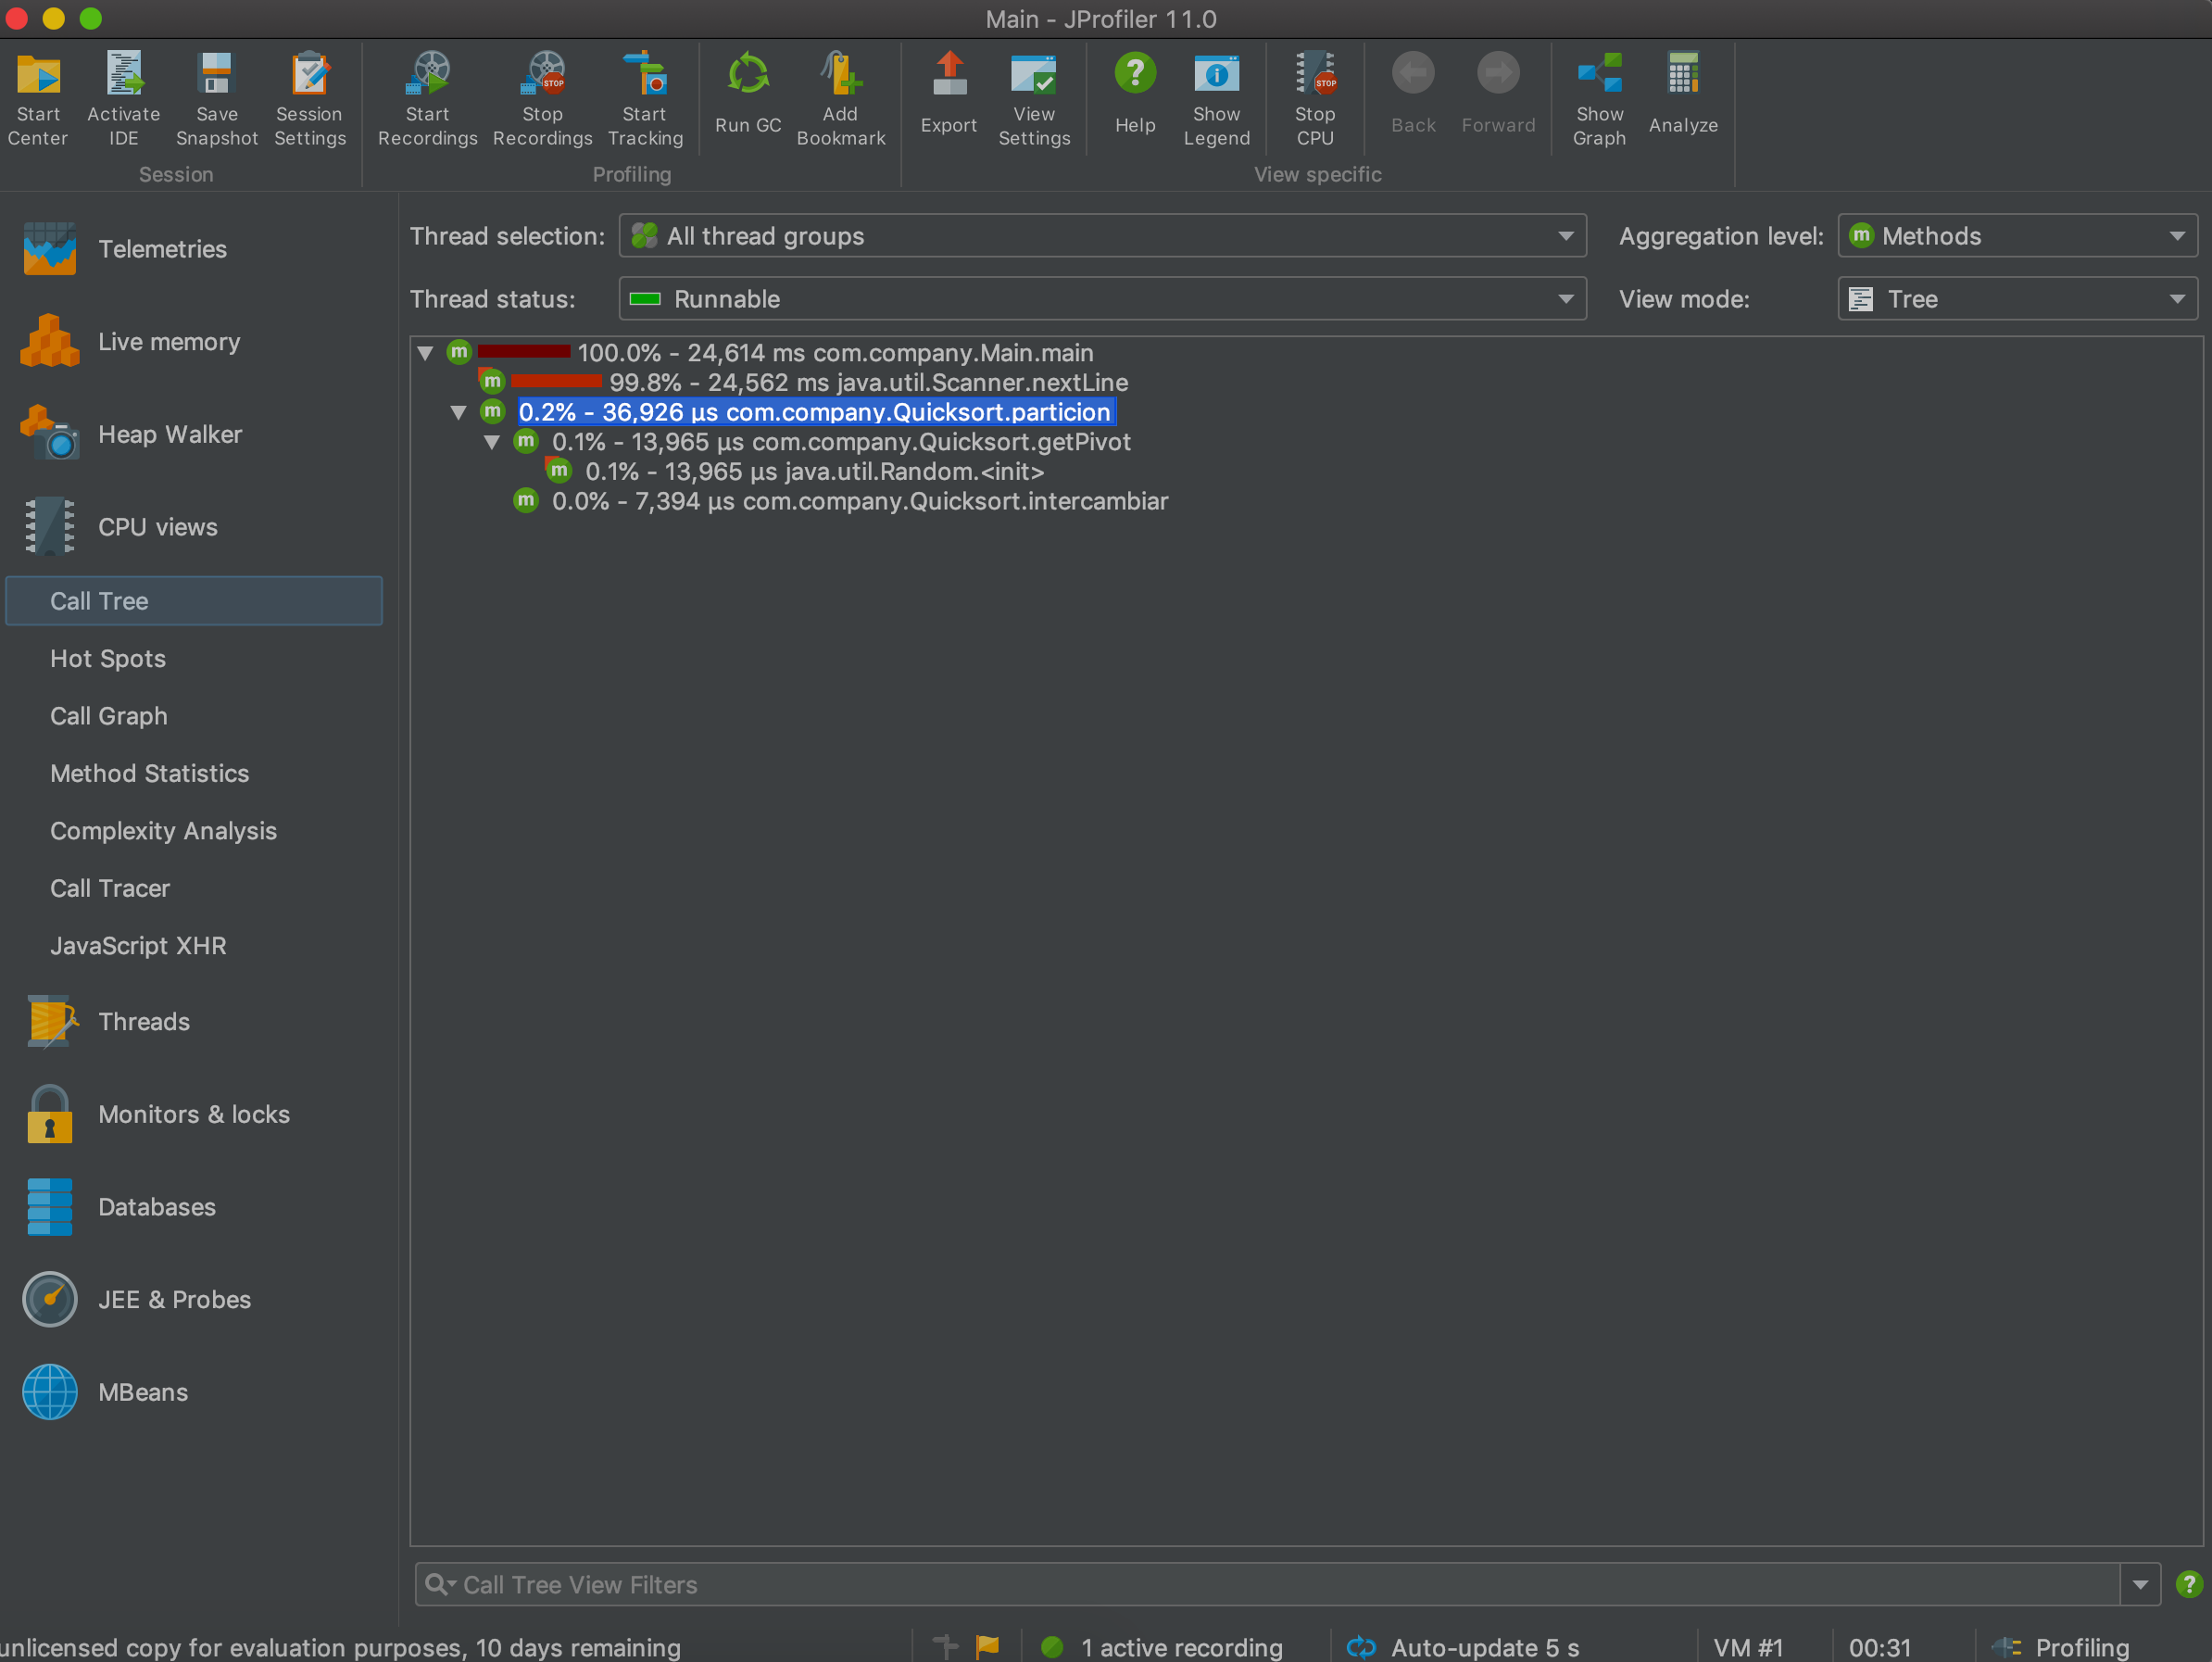 Main - JProfiler 11.0
Start Center
Activate IDE
Save Snapshot
Session Settings
Start Recordings
Stop Recordings
Start Tracking
Run GC
Add Bookmark
Export
View Settings
Help
Show Legend
Stop CPU
Back
Forward
Show Graph
Analyze
Session
Profiling
View specific
Telemetries
Live memory
Heap Walker
CPU views
Call Tree
Hot Spots
Call Graph
Method Statistics
Complexity Analysis
Call Tracer
JavaScript XHR
Threads
Monitors & locks
Databases
JEE & Probes
MBeans
Thread selection: All thread groups
Aggregation level: m Methods
Thread status: Runnable
View mode: Tree
m 100.0% - 24,614 ms com.company.Main.main
m 99.8% - 24,562 ms java.util.Scanner.nextLine
m 0.2% - 36,926 µs com.company.Quicksort.particion
m 0.1% - 13,965 µs com.company.Quicksort.getPivot
m 0.1% - 13,965 µs java.util.Random.<init>
m 0.0% - 7,394 µs com.company.Quicksort.intercambiar
Call Tree View Filters
unlicensed copy for evaluation purposes, 10 days remaining
1 active recording
Auto-update 5 s
VM #1
00:31
Profiling